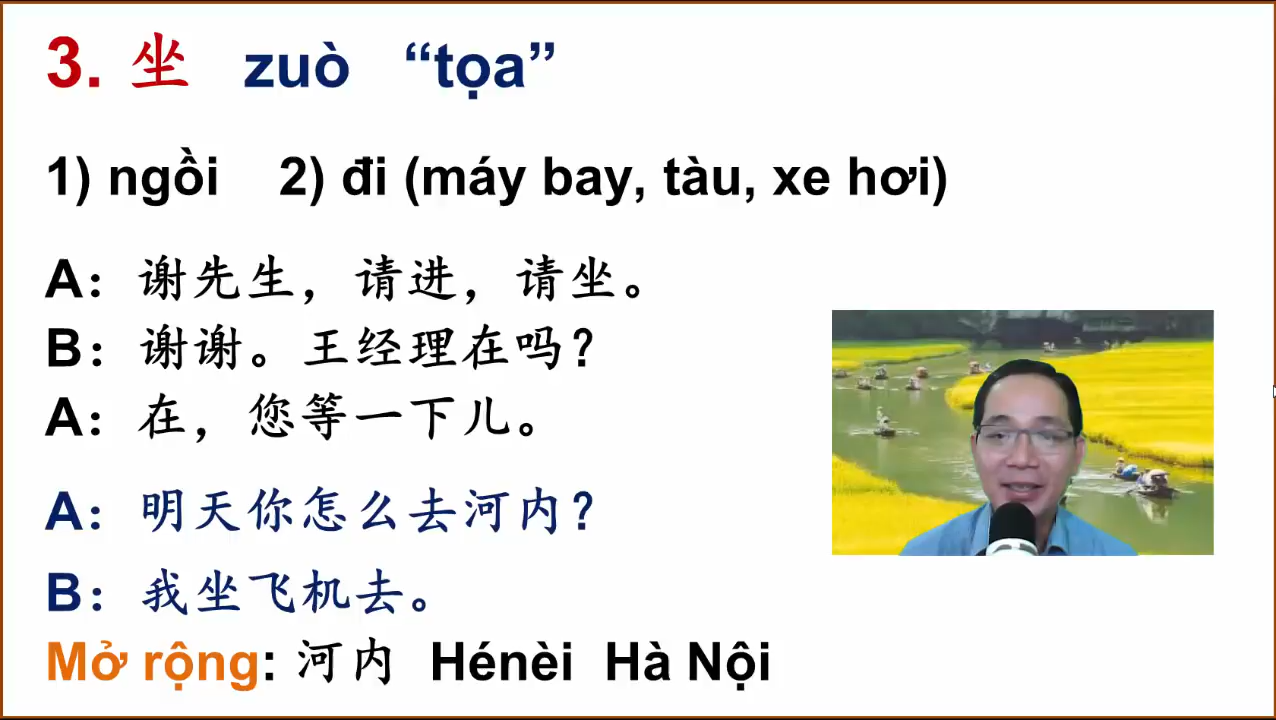 3. 坐 zuò “tọa”
1) ngồi 2) đi (máy bay, tàu, xe hơi)
A：谢先生，请进，请坐。
B：谢谢。王经理在吗？
A：在，您等一下儿。
A：明天你怎么去河内？
B：我坐飞机去。
Mở rộng: 河内 Hénèi Hà Nội